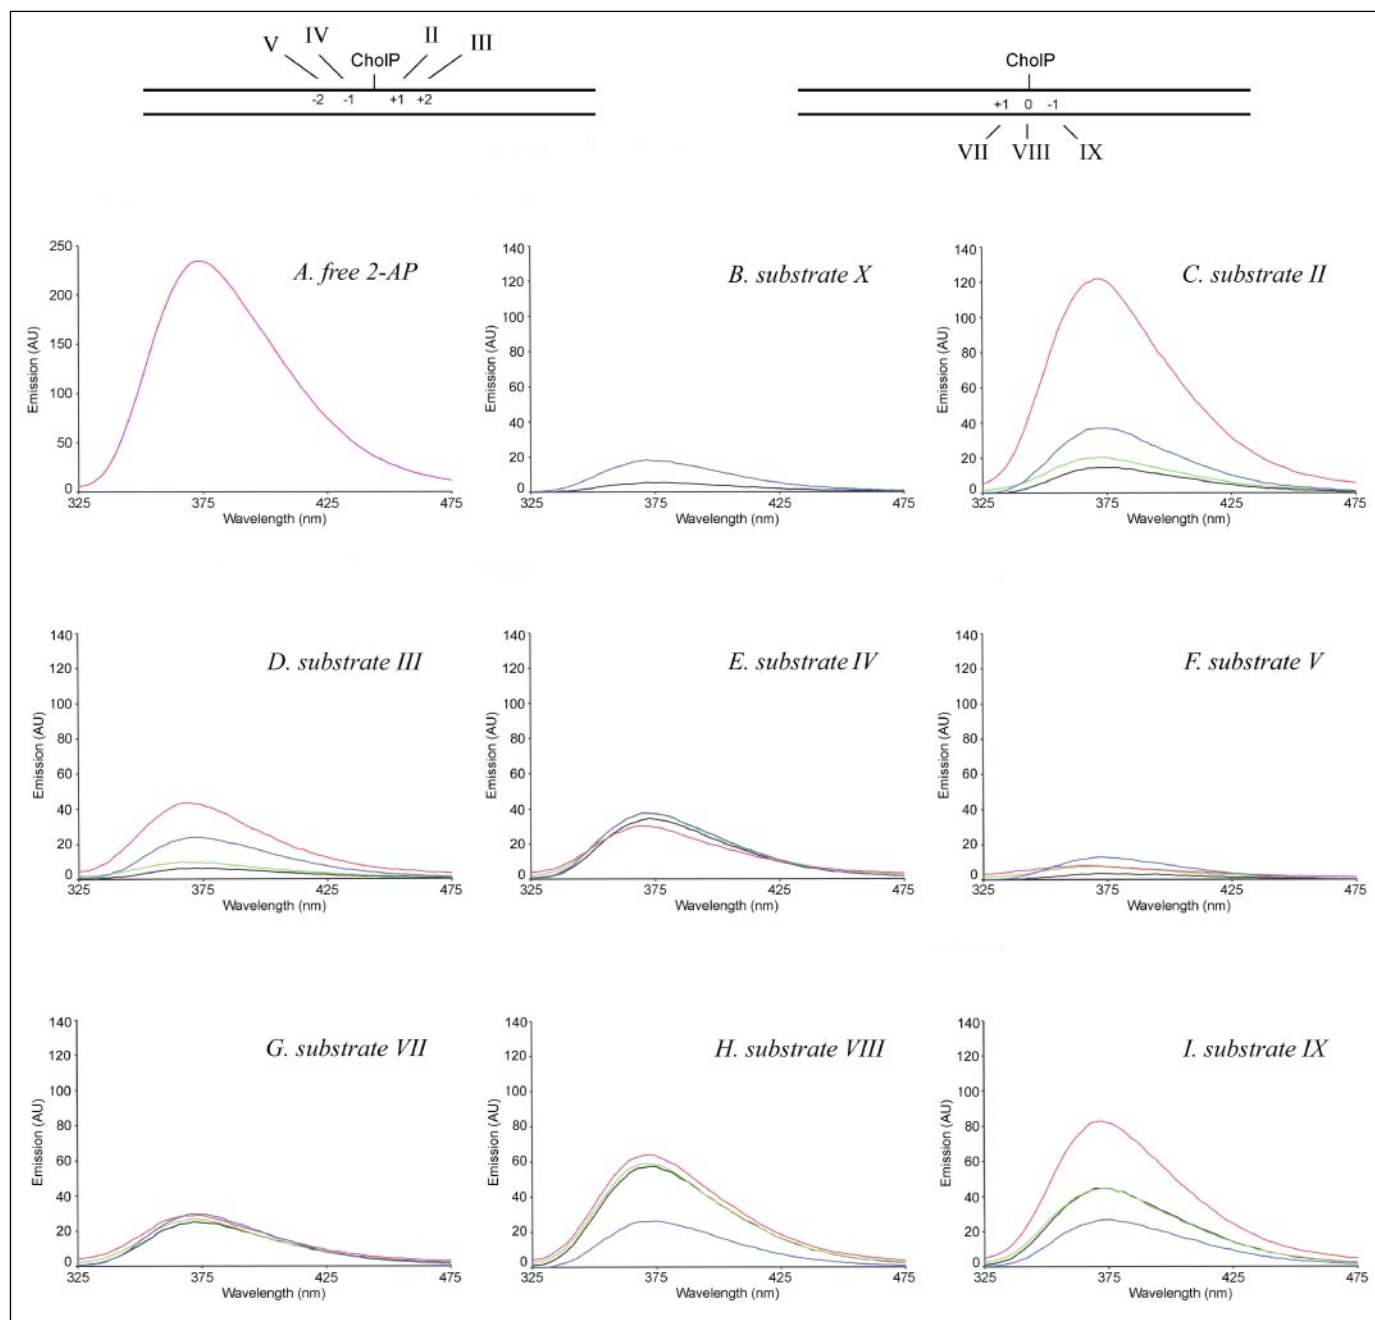 V IV II III
CholP
-2 -1 +1 +2
CholP
+1 0 -1
VII VIII IX
A. free 2-AP
Emission (AU)
250
200
150
100
50
0
325 375 425 475
Wavelength (nm)
B. substrate X
Emission (AU)
140
120
100
80
60
40
20
0
325 375 425 475
Wavelength (nm)
C. substrate II
Emission (AU)
140
120
100
80
60
40
20
0
325 375 425 475
Wavelength (nm)
D. substrate III
Emission (AU)
140
120
100
80
60
40
20
0
325 375 425 475
Wavelength (nm)
E. substrate IV
Emission (AU)
140
120
100
80
60
40
20
0
325 375 425 475
Wavelength (nm)
F. substrate V
Emission (AU)
140
120
100
80
60
40
20
0
325 375 425 475
Wavelength (nm)
G. substrate VII
Emission (AU)
140
120
100
80
60
40
20
0
325 375 425 475
Wavelength (nm)
H. substrate VIII
Emission (AU)
140
120
100
80
60
40
20
0
325 375 425 475
Wavelength (nm)
I. substrate IX
Emission (AU)
140
120
100
80
60
40
20
0
325 375 425 475
Wavelength (nm)